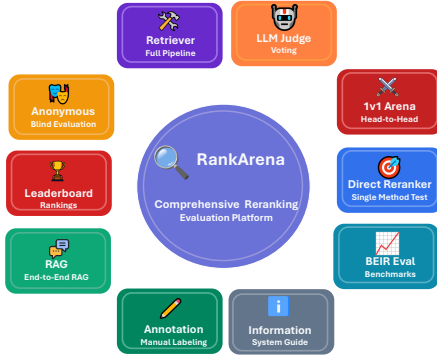 Retriever
Full Pipeline
LLM Judge
Voting
Anonymous
Blind Evaluation
1v1 Arena
Head-to-Head
RankArena
Comprehensive Reranking
Evaluation Platform
Leaderboard
Rankings
Direct Reranker
Single Method Test
RAG
End-to-End RAG
BEIR Eval
Benchmarks
Annotation
Manual Labeling
Information
System Guide